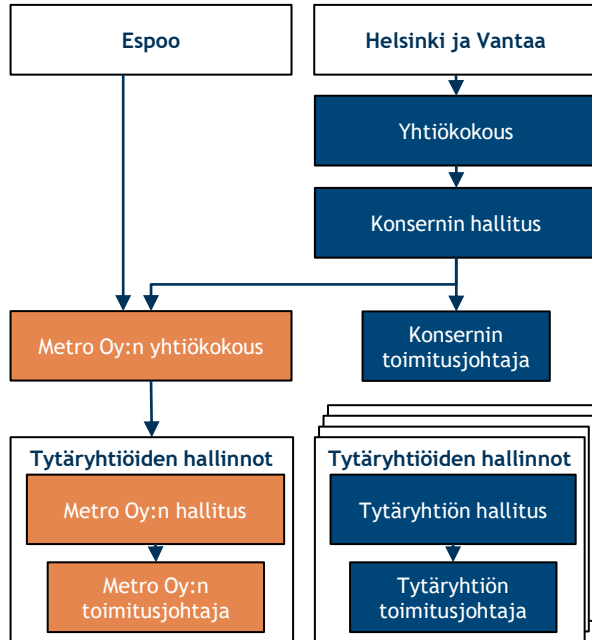 Espoo
Helsinki ja Vantaa
Yhtiökokous
Konsernin hallitus
Metro Oy:n yhtiökokous
Konsernin
toimitusjohtaja
Tytäryhtiöiden hallinnot
Metro Oy:n hallitus
Metro Oy:n
toimitusjohtaja
Tytäryhtiöiden hallinnot
Tytäryhtiön hallitus
Tytäryhtiön
toimitusjohtaja